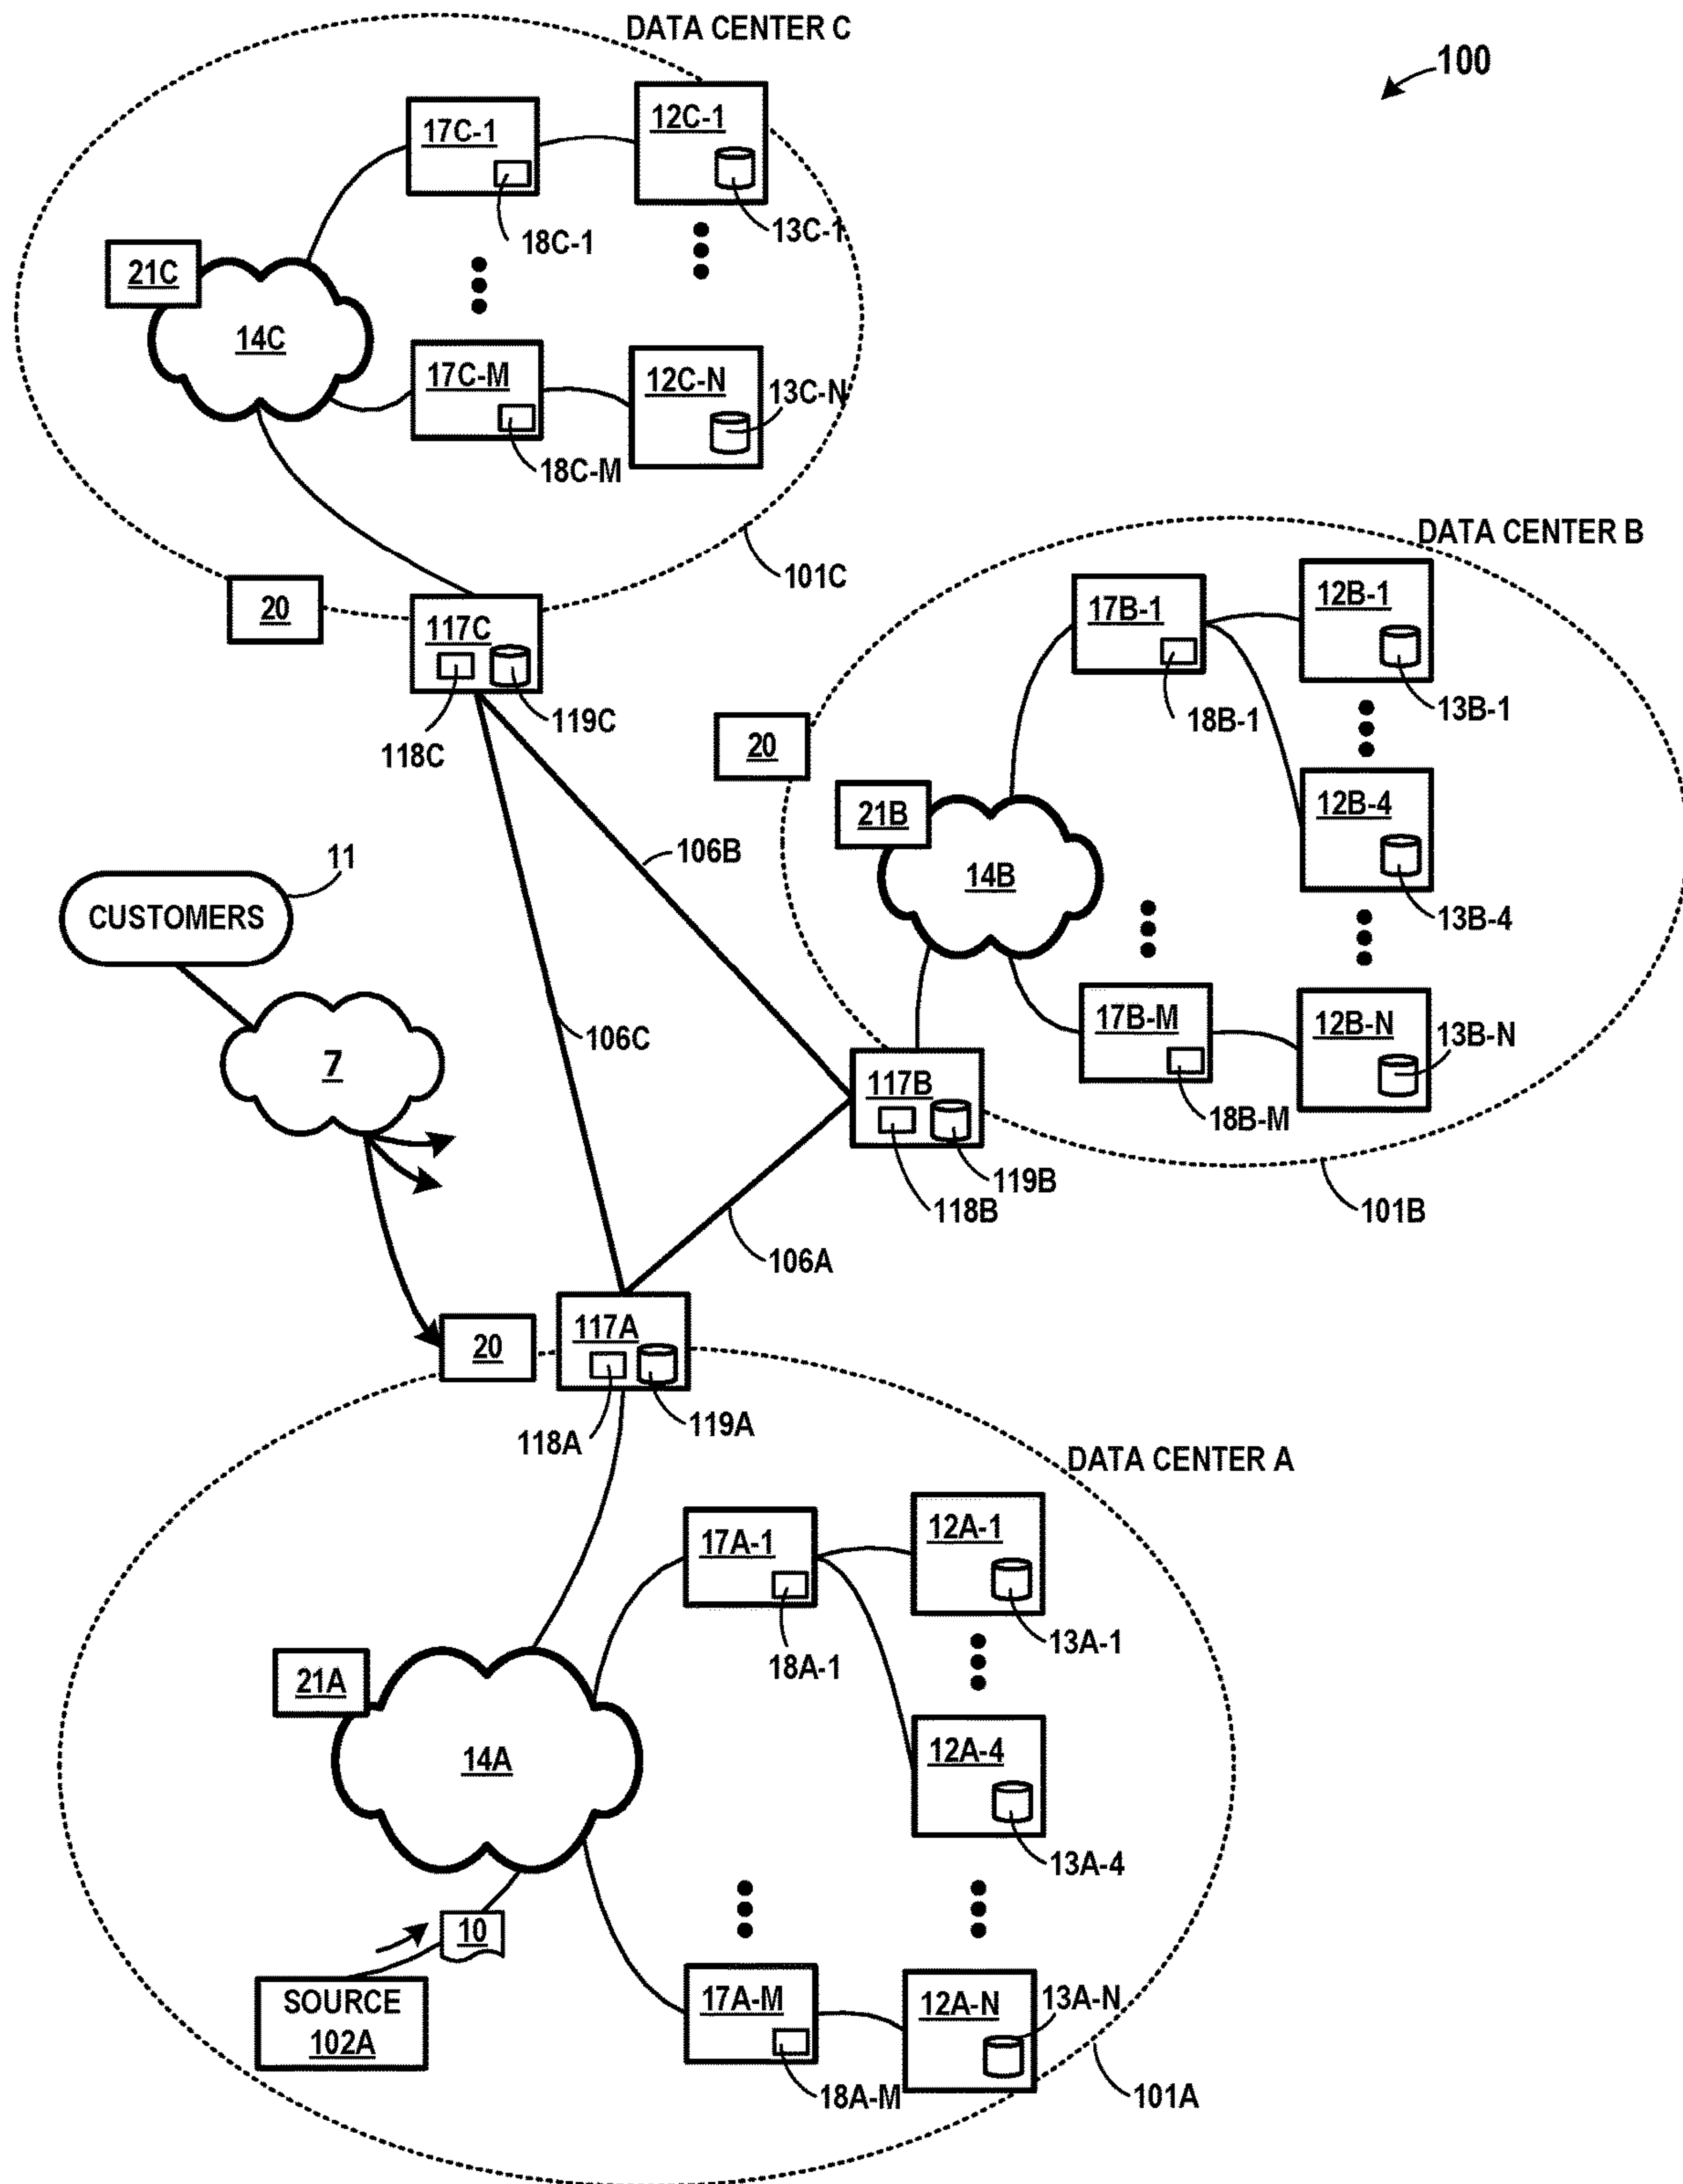 DATA CENTER C
100
17C-1
12C-1
13C-1
18C-1
21C
14C
17C-M
12C-N
13C-N
18C-M
101C
20
117C
119C
118C
DATA CENTER B
17B-1
12B-1
13B-1
18B-1
20
21B
12B-4
14B
13B-4
106B
11
CUSTOMERS
7
106C
17B-M
12B-N
13B-N
18B-M
117B
119B
118B
101B
106A
20
117A
119A
118A
DATA CENTER A
17A-1
12A-1
13A-1
18A-1
21A
14A
12A-4
13A-4
10
SOURCE
102A
17A-M
12A-N
13A-N
18A-M
101A